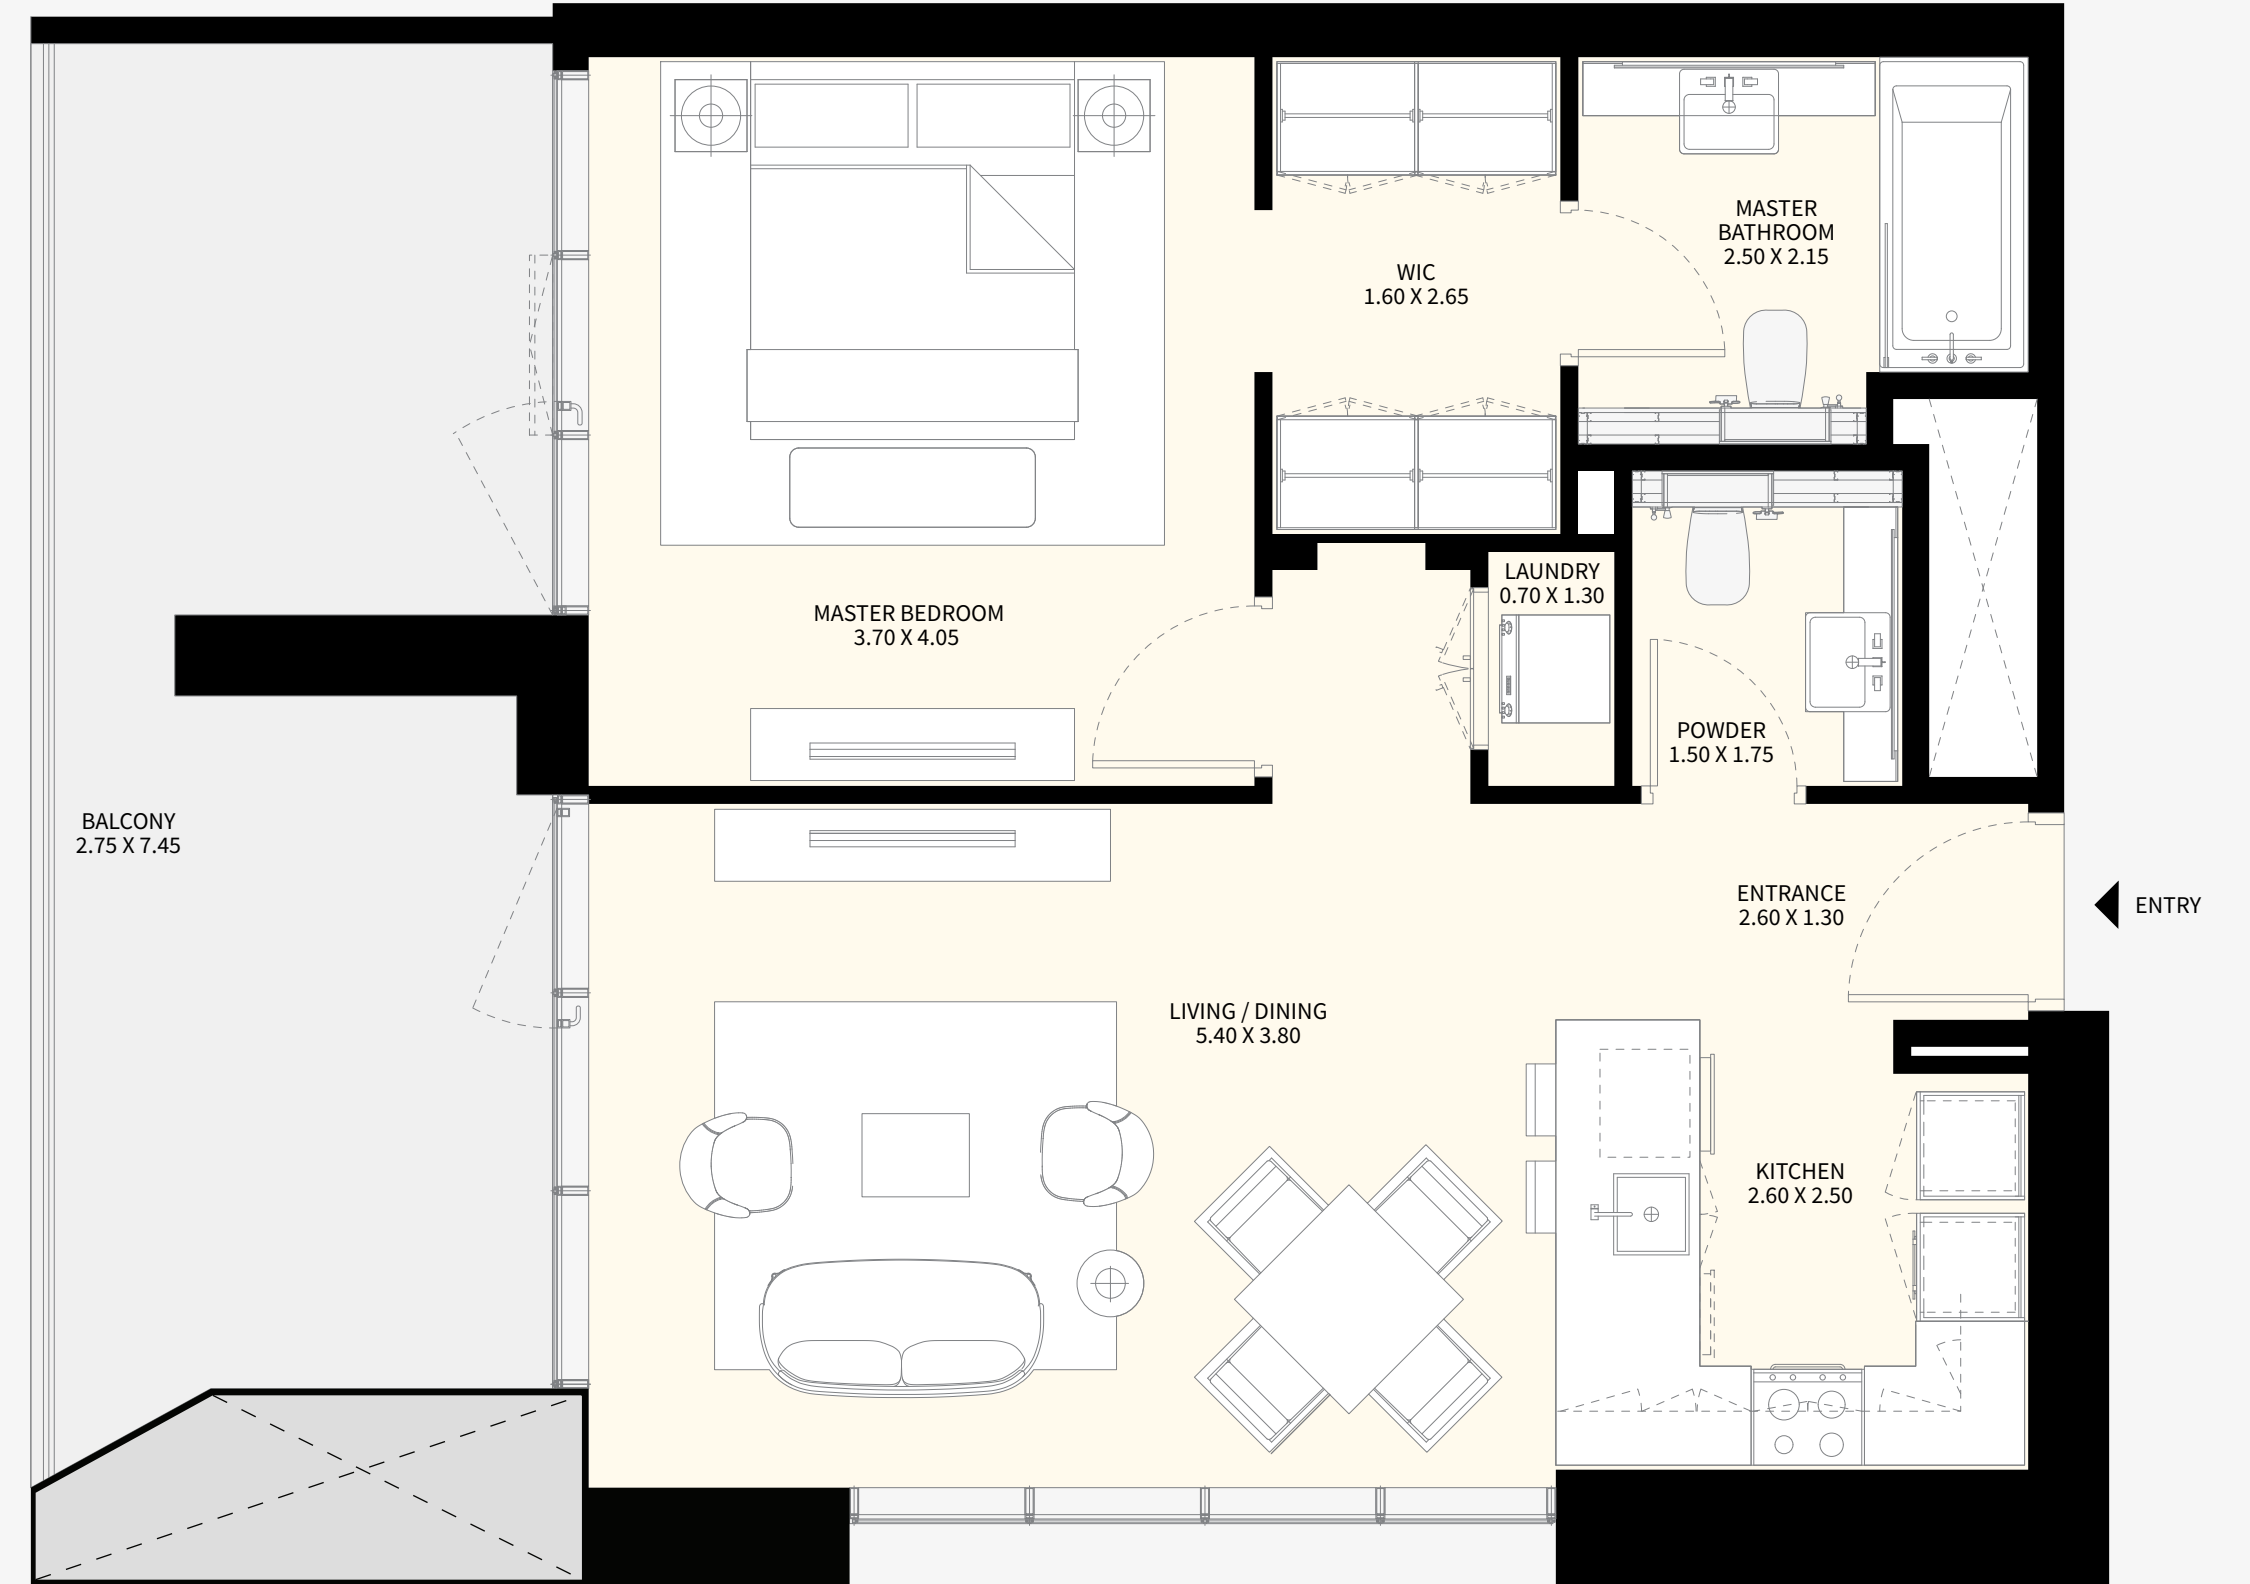 MASTER
BATHROOM
2.50 X 2.15
WIC
1.60 X 2.65
LAUNDRY
0.70 X 1.30
MASTER BEDROOM
3.70 X 4.05
POWDER
1.50 X 1.75
BALCONY
2.75 X 7.45
ENTRANCE
2.60 X 1.30
ENTRY
LIVING / DINING
5.40 X 3.80
KITCHEN
2.60 X 2.50